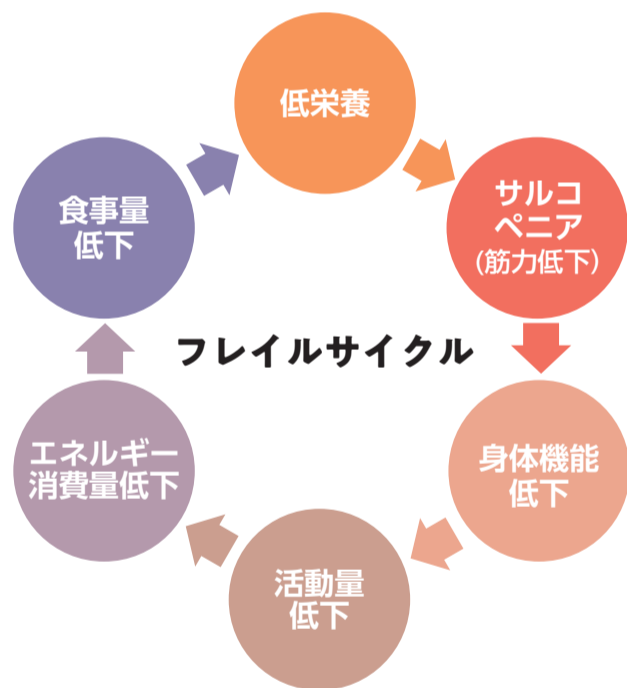 低栄養
サルコ
ペニア
(筋力低下)
身体機能
低下
活動量
低下
エネルギー
消費量低下
食事量
低下
フレイルサイクル